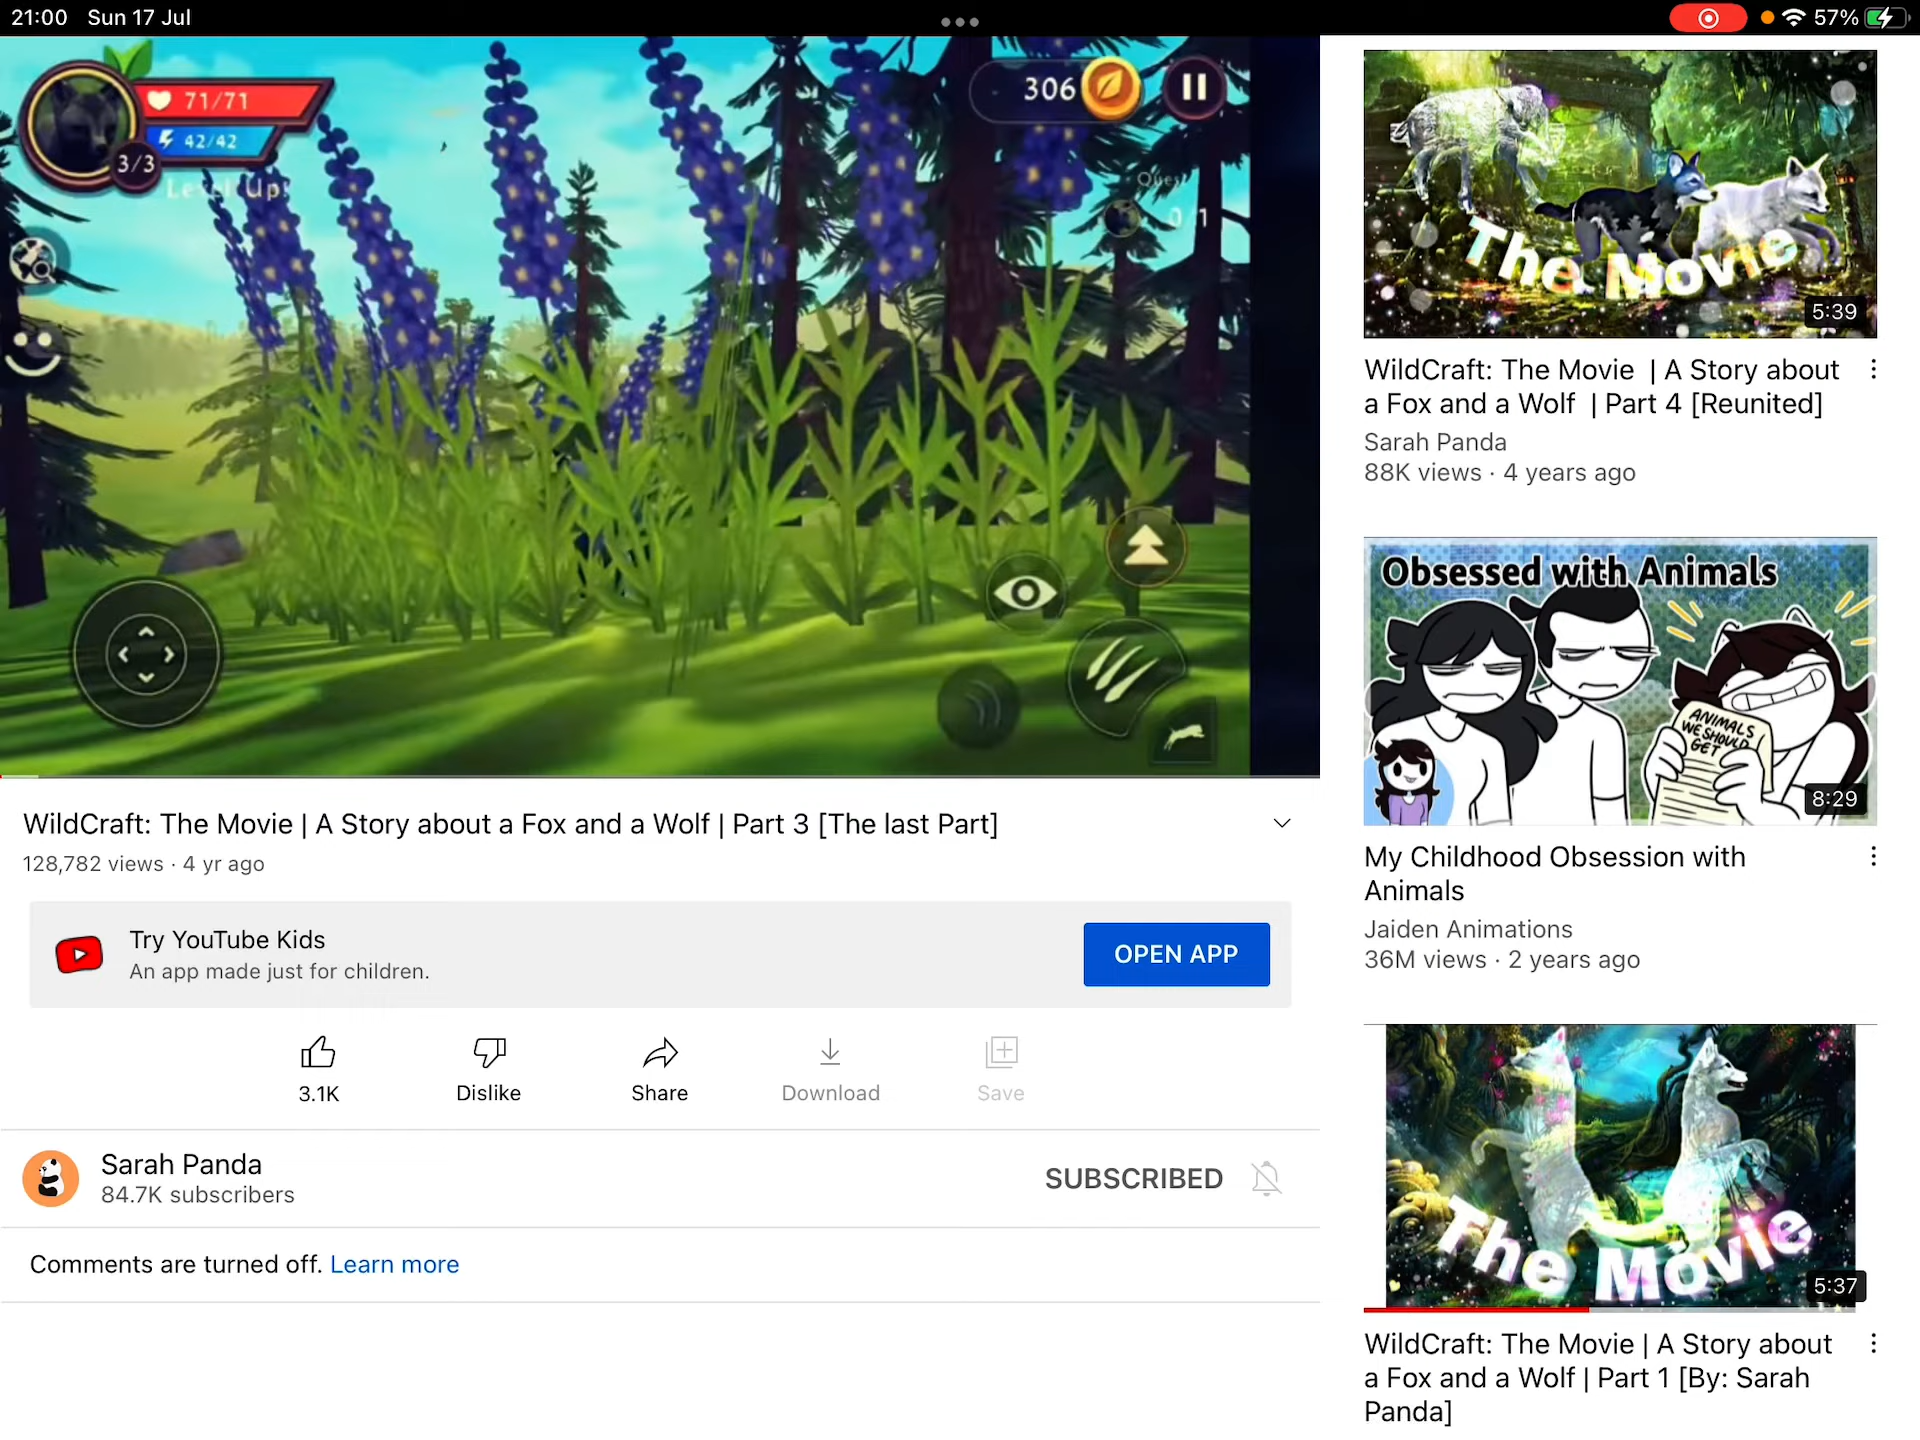 21:00 Sun 17 Jul
57%
71/71
42/42
3/3
Level Up!
306
Quest
0/1
WildCraft: The Movie | A Story about a Fox and a Wolf | Part 3 [The last Part]
128,782 views · 4 yr ago
Try YouTube Kids
An app made just for children.
OPEN APP
3.1K
Dislike
Share
Download
Save
Sarah Panda
84.7K subscribers
SUBSCRIBED
Comments are turned off. Learn more
The Movie
5:39
WildCraft: The Movie | A Story about
a Fox and a Wolf | Part 4 [Reunited]
Sarah Panda
88K views · 4 years ago
Obsessed with Animals
ANIMALS
WE SHOULD
GET
8:29
My Childhood Obsession with
Animals
Jaiden Animations
36M views · 2 years ago
The Movie
5:37
WildCraft: The Movie | A Story about
a Fox and a Wolf | Part 1 [By: Sarah
Panda]